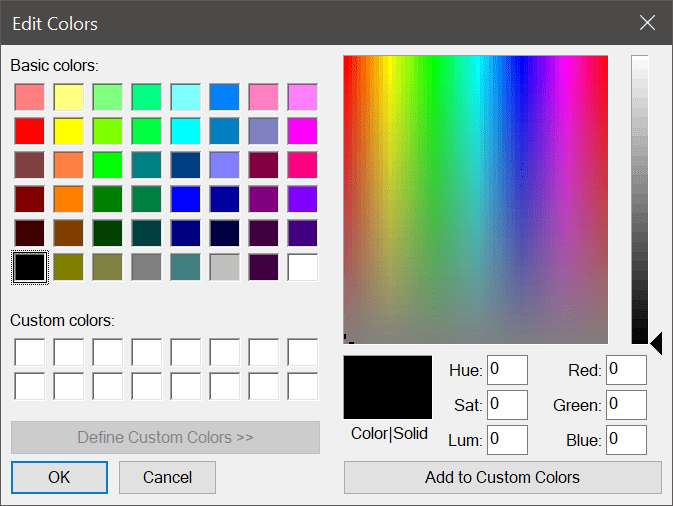 Edit Colors
Basic colors:
Custom colors:
Define Custom Colors >>
OK
Cancel
Color|Solid
Hue: 0
Red: 0
Sat: 0
Green: 0
Lum: 0
Blue: 0
Add to Custom Colors